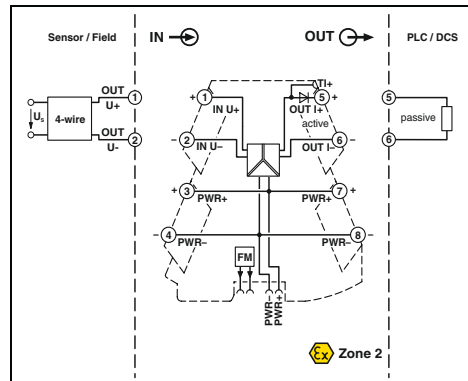 Sensor / Field
IN
OUT
PLC / DCS
OUT
U+
1
Us
4-wire
OUT
U-
2
+ 1
IN U+
TI+
5 +
OUT I+
active
- 2
IN U-
6 -
OUT I-
5
passive
6
+ 3
PWR+
7 +
PWR+
- 4
PWR-
8 -
PWR-
FM
PWR-
PWR+
Ex Zone 2